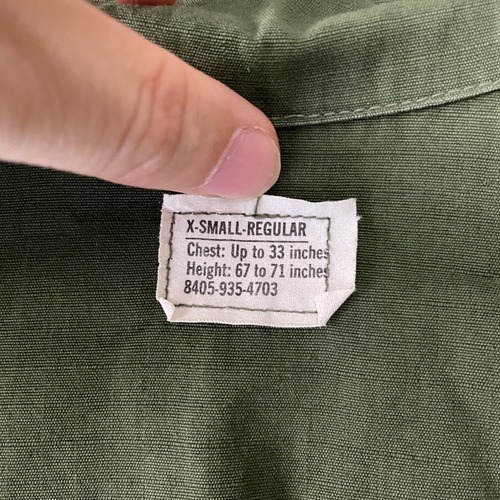 X-SMALL-REGULAR
Chest: Up to 33 inches
Height: 67 to 71 inches
8405-935-4703